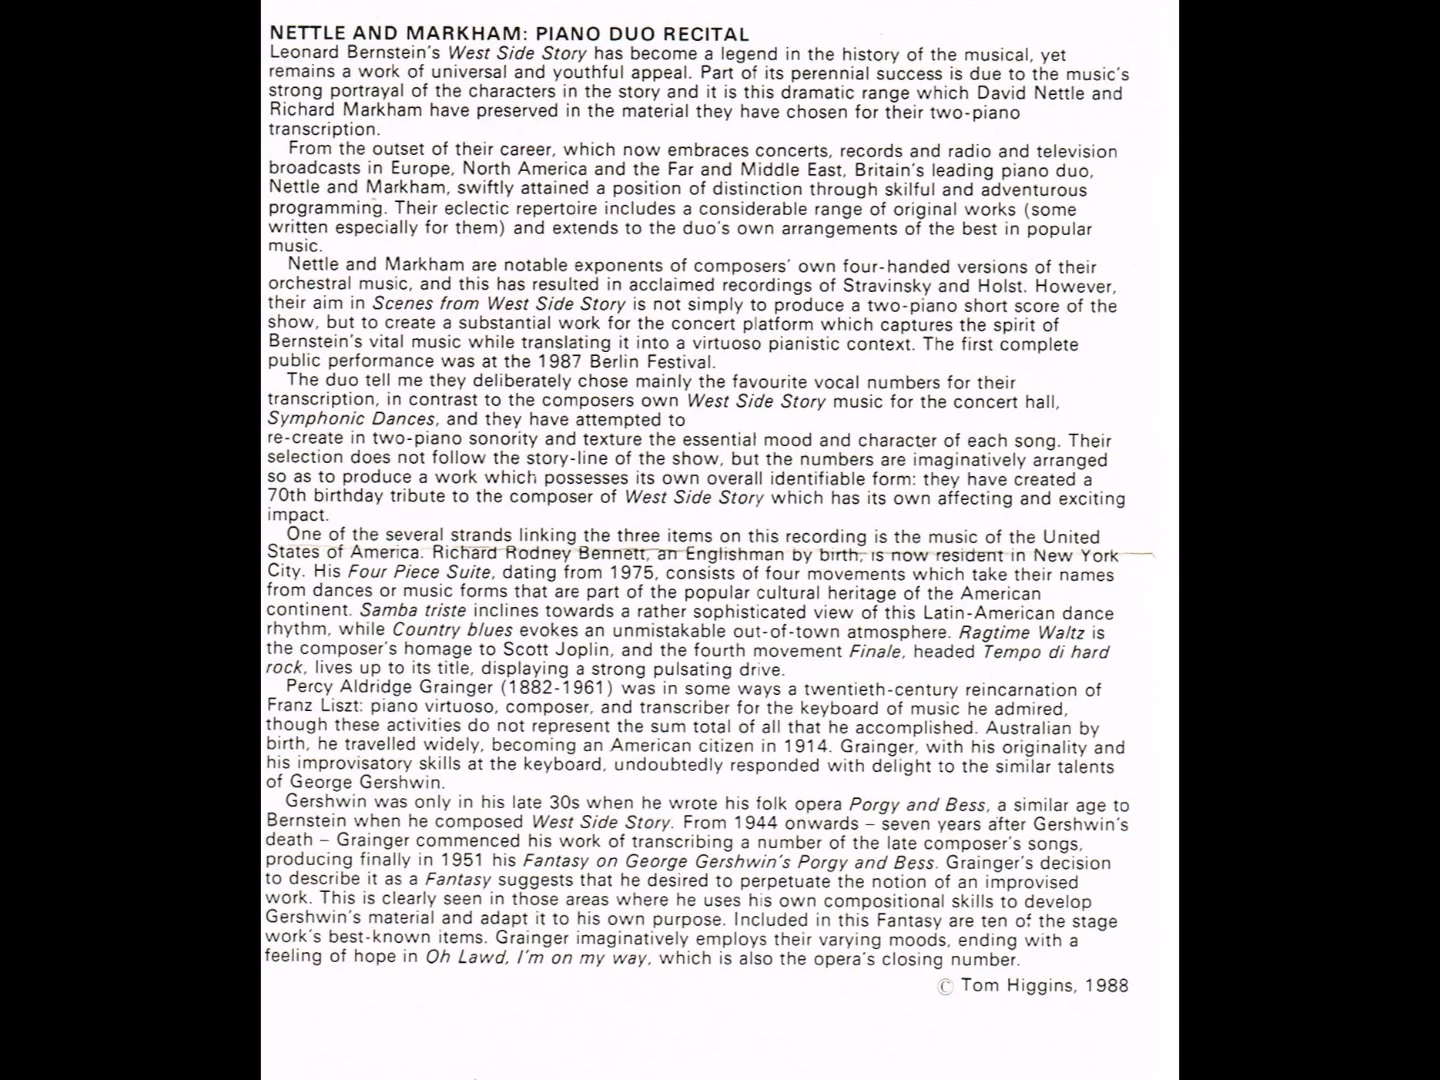 NETTLE AND MARKHAM: PIANO DUO RECITAL
Leonard Bernstein's West Side Story has become a legend in the history of the musical, yet
remains a work of universal and youthful appeal. Part of its perennial success is due to the music's
strong portrayal of the characters in the story and it is this dramatic range which David Nettle and
Richard Markham have preserved in the material they have chosen for their two-piano
transcription.
From the outset of their career, which now embraces concerts, records and radio and television
broadcasts in Europe, North America and the Far and Middle East, Britain's leading piano duo,
Nettle and Markham, swiftly attained a position of distinction through skilful and adventurous
programming. Their eclectic repertoire includes a considerable range of original works (some
written especially for them) and extends to the duo's own arrangements of the best in popular
music.
Nettle and Markham are notable exponents of composers' own four-handed versions of their
orchestral music, and this has resulted in acclaimed recordings of Stravinsky and Holst. However,
their aim in Scenes from West Side Story is not simply to produce a two-piano short score of the
show, but to create a substantial work for the concert platform which captures the spirit of
Bernstein's vital music while translating it into a virtuoso pianistic context. The first complete
public performance was at the 1987 Berlin Festival.
The duo tell me they deliberately chose mainly the favourite vocal numbers for their
transcription, in contrast to the composers own West Side Story music for the concert hall,
Symphonic Dances, and they have attempted to
re-create in two-piano sonority and texture the essential mood and character of each song. Their
selection does not follow the story-line of the show, but the numbers are imaginatively arranged
so as to produce a work which possesses its own overall identifiable form: they have created a
70th birthday tribute to the composer of West Side Story which has its own affecting and exciting
impact.
One of the several strands linking the three items on this recording is the music of the United
States of America. Richard Rodney Bennett, an Englishman by birth, is now resident in New York
City. His Four Piece Suite, dating from 1975, consists of four movements which take their names
from dances or music forms that are part of the popular cultural heritage of the American
continent. Samba triste inclines towards a rather sophisticated view of this Latin-American dance
rhythm, while Country blues evokes an unmistakable out-of-town atmosphere. Ragtime Waltz is
the composer's homage to Scott Joplin, and the fourth movement Finale, headed Tempo di hard
rock, lives up to its title, displaying a strong pulsating drive.
Percy Aldridge Grainger (1882-1961) was in some ways a twentieth-century reincarnation of
Franz Liszt: piano virtuoso, composer, and transcriber for the keyboard of music he admired,
though these activities do not represent the sum total of all that he accomplished. Australian by
birth, he travelled widely, becoming an American citizen in 1914. Grainger, with his originality and
his improvisatory skills at the keyboard, undoubtedly responded with delight to the similar talents
of George Gershwin.
Gershwin was only in his late 30s when he wrote his folk opera Porgy and Bess, a similar age to
Bernstein when he composed West Side Story. From 1944 onwards – seven years after Gershwin's
death – Grainger commenced his work of transcribing a number of the late composer's songs,
producing finally in 1951 his Fantasy on George Gershwin's Porgy and Bess. Grainger's decision
to describe it as a Fantasy suggests that he desired to perpetuate the notion of an improvised
work. This is clearly seen in those areas where he uses his own compositional skills to develop
Gershwin's material and adapt it to his own purpose. Included in this Fantasy are ten of the stage
work's best-known items. Grainger imaginatively employs their varying moods, ending with a
feeling of hope in Oh Lawd, I'm on my way, which is also the opera's closing number.
© Tom Higgins, 1988